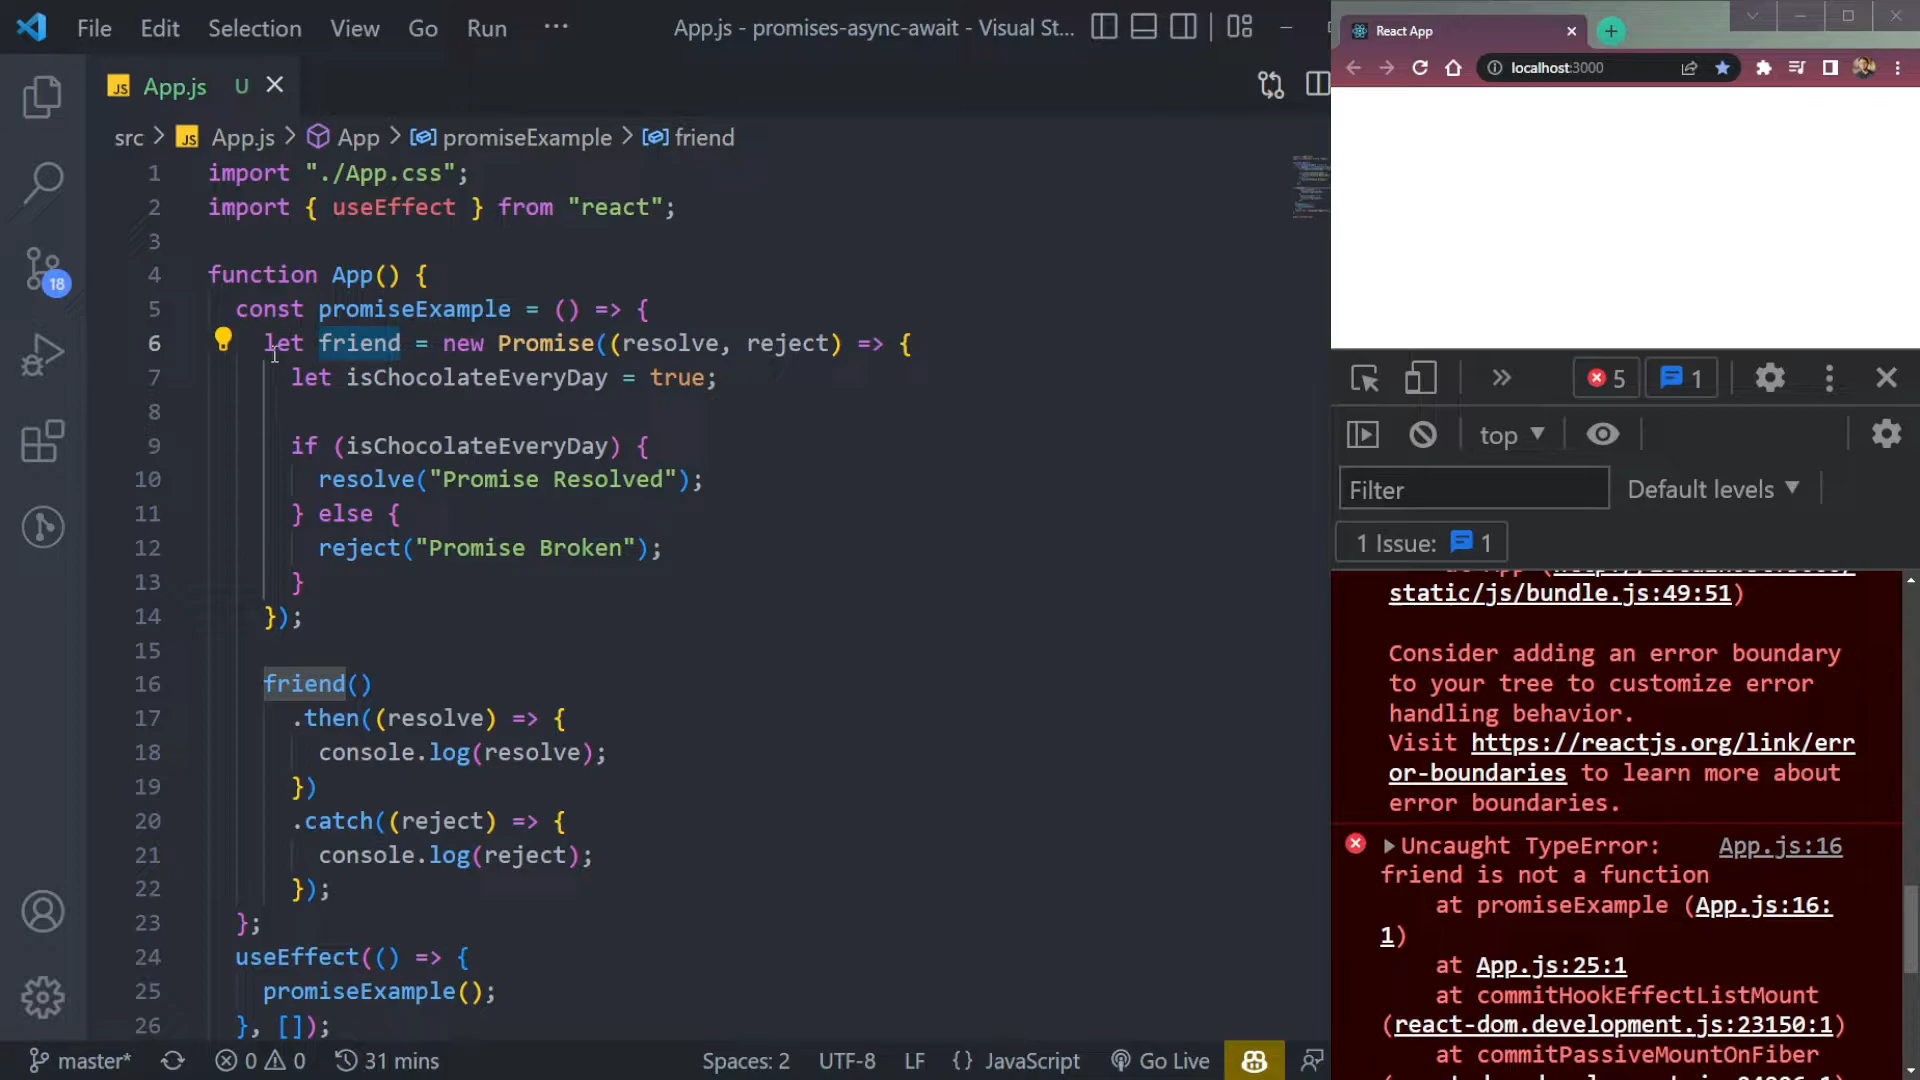 File Edit Selection View Go Run ··· App.js - promises-async-await - Visual St...
JS App.js U
src > JS App.js > App > promiseExample > friend
1 import "./App.css";
2 import { useEffect } from "react";
3
4 function App() {
5 const promiseExample = () => {
6 let friend = new Promise((resolve, reject) => {
7 let isChocolateEveryDay = true;
8
9 if (isChocolateEveryDay) {
10 resolve("Promise Resolved");
11 } else {
12 reject("Promise Broken");
13 }
14 });
15
16 friend()
17 .then((resolve) => {
18 console.log(resolve);
19 })
20 .catch((reject) => {
21 console.log(reject);
22 });
23 };
24 useEffect(() => {
25 promiseExample();
26 }, []);
18
master* 0 0 31 mins Spaces: 2 UTF-8 LF {} JavaScript Go Live
React App
localhost:3000
5 1
top
Filter Default levels
1 Issue: 1
static/js/bundle.js:49:51)
Consider adding an error boundary
to your tree to customize error
handling behavior.
Visit https://reactjs.org/link/err
or-boundaries to learn more about
error boundaries.
Uncaught TypeError: App.js:16
friend is not a function
at promiseExample (App.js:16:
1)
at App.js:25:1
at commitHookEffectListMount
(react-dom.development.js:23150:1)
at commitPassiveMountOnFiber